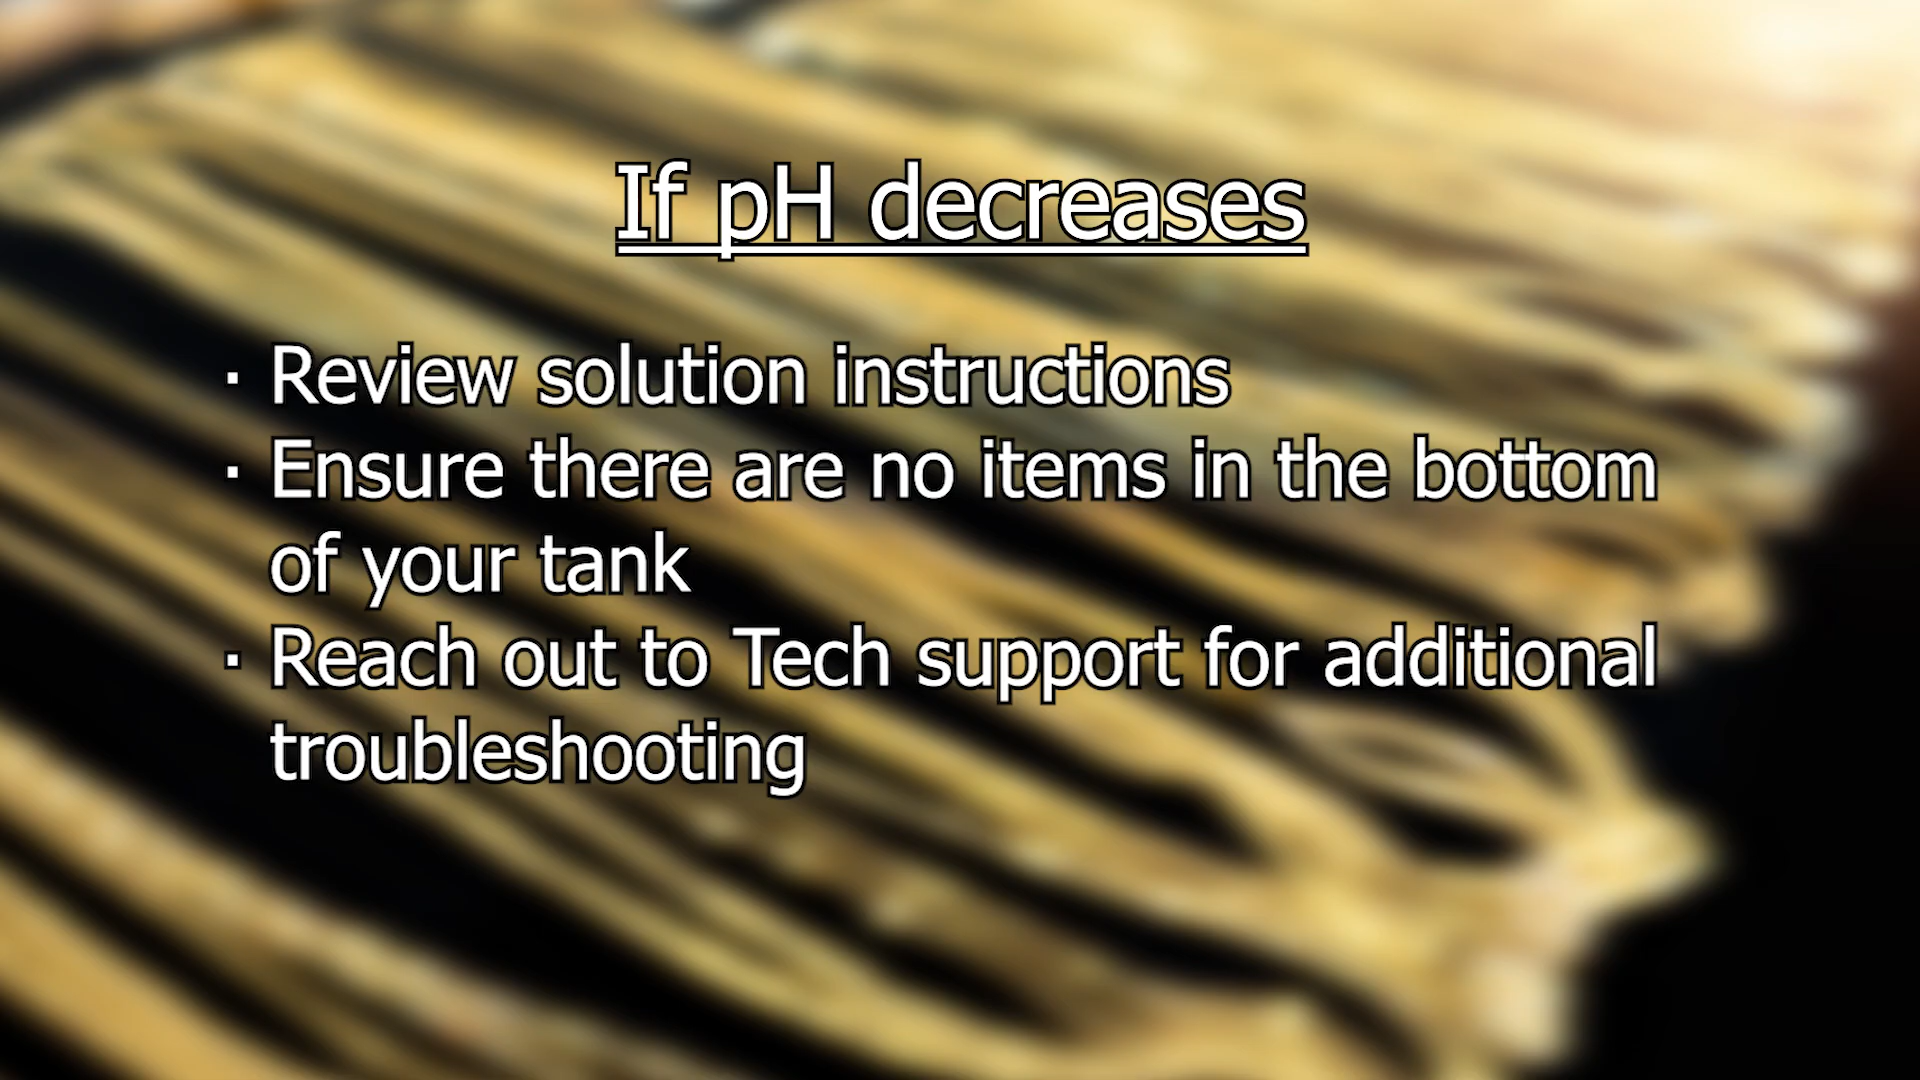 If pH decreases
· Review solution instructions
· Ensure there are no items in the bottom
of your tank
· Reach out to Tech support for additional
troubleshooting